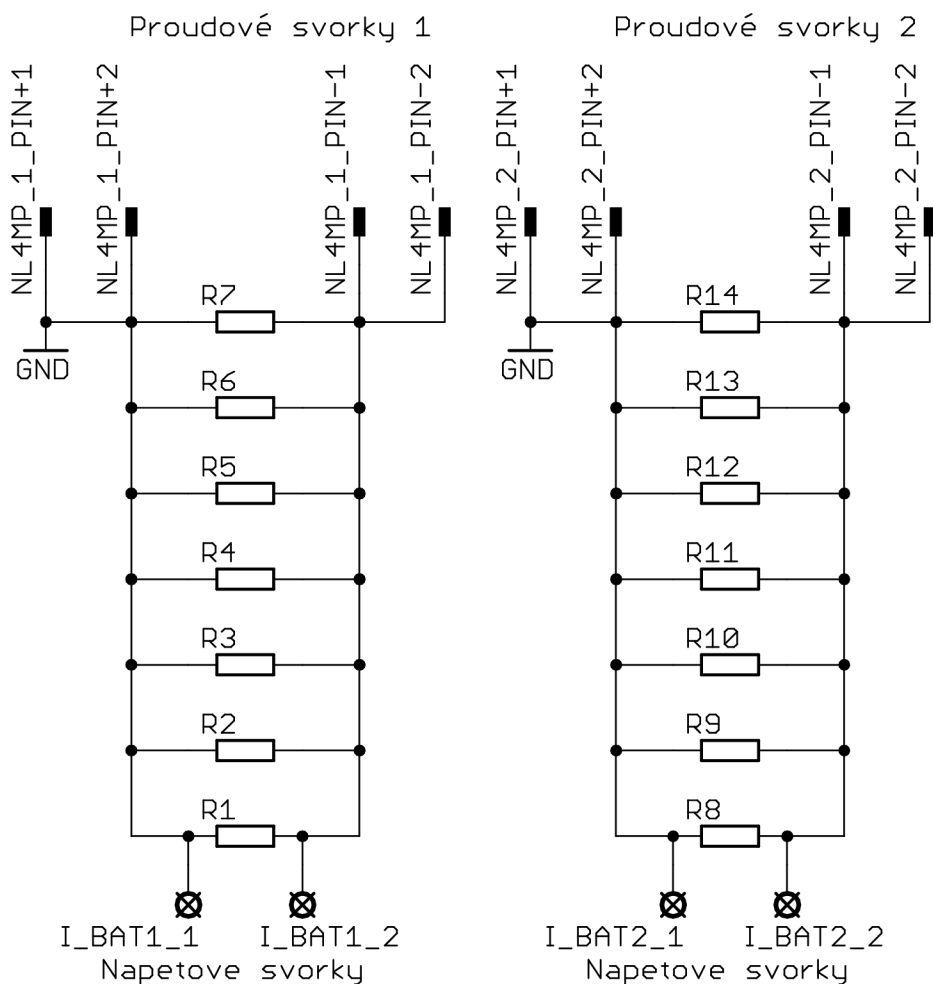 Proudové svorky 1
Proudové svorky 2
NL4MP_1_PIN+1
NL4MP_1_PIN+2
NL4MP_1_PIN-1
NL4MP_1_PIN-2
NL4MP_2_PIN+1
NL4MP_2_PIN+2
NL4MP_2_PIN-1
NL4MP_2_PIN-2
R7
R14
GND
GND
R6
R13
R5
R12
R4
R11
R3
R10
R2
R9
R1
R8
I_BAT1_1
I_BAT1_2
I_BAT2_1
I_BAT2_2
Napetove svorky
Napetove svorky